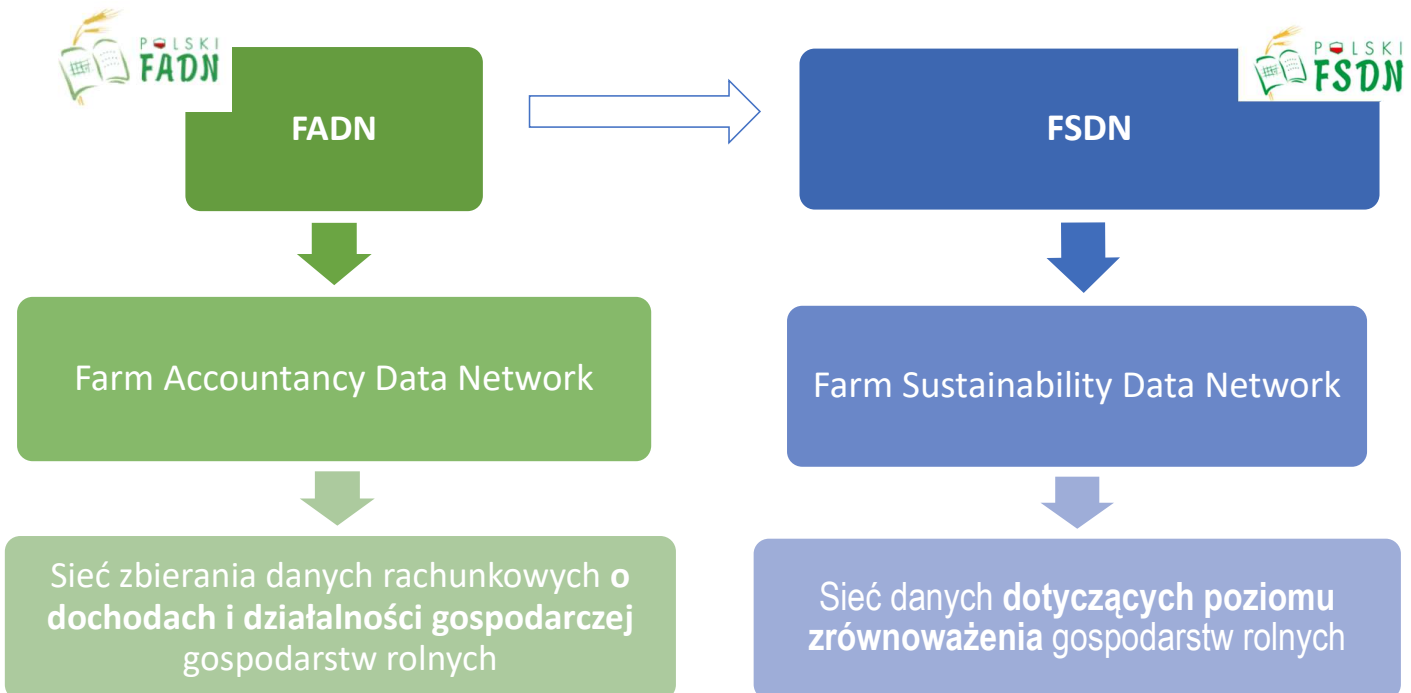 POLSKI
FADN
FADN
POLSKI
FSDN
FSDN
Farm Accountancy Data Network
Farm Sustainability Data Network
Sieć zbierania danych rachunkowych o
dochodach i działalności gospodarczej
gospodarstw rolnych
Sieć danych dotyczących poziomu
zrównoważenia gospodarstw rolnych